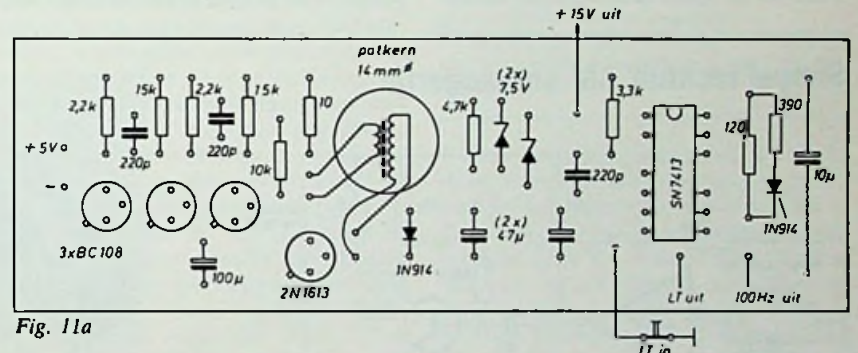 + 15V uit
potkern
14mm ø
2,2k
15k
2,2k
15k
10
(2x)
7,5V
4,7k
3,3k
390
120
+ 5V
220p
220p
10k
220p
SN7413
10µ
1N914
-
3xBC108
100µ
2N1613
1N914
(2x)
47µ
LT uit
100Hz uit
Fig. 11a
LT in